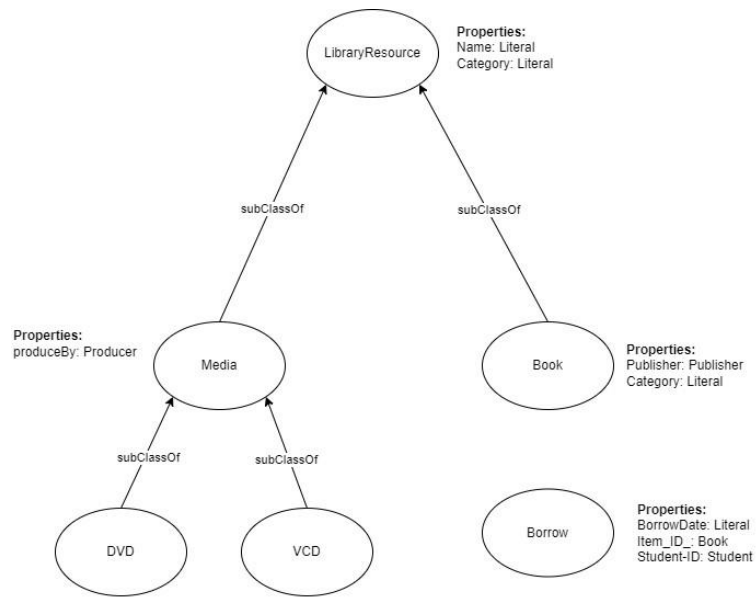 LibraryResource
Properties:
Name: Literal
Category: Literal
subClassOf
subClassOf
Properties:
produceBy: Producer
Media
Book
Properties:
Publisher: Publisher
Category: Literal
subClassOf
subClassOf
DVD
VCD
Borrow
Properties:
BorrowDate: Literal
Item_ID_: Book
Student-ID: Student